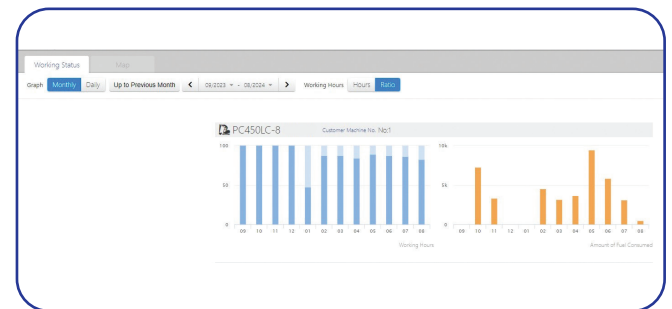 Working Status Map
Graph Monthly Daily Up to Previous Month 09/2023 - 08/2024 Working Hours Hours Ratio
PC450LC-8 Customer Machine No. No;1
100 10k
50 5k
0 0
09 10 11 12 01 02 03 04 05 06 07 08 09 10 11 12 01 02 03 04 05 06 07 08
Working Hours Amount of Fuel Consumed